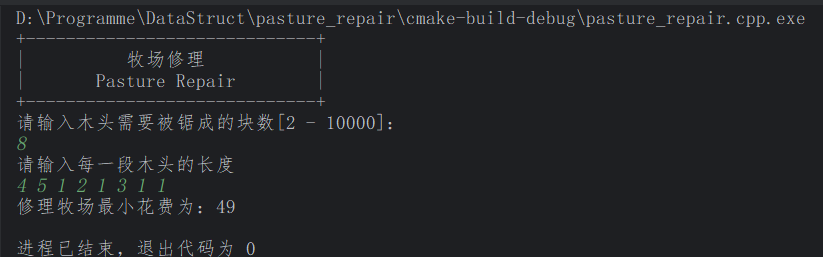 D:\Programme\DataStruct\pasture_repair\cmake-build-debug\pasture_repair.cpp.exe
+-----------------------------+
|          牧场修理           |
|       Pasture Repair        |
+-----------------------------+
请输入木头需要被锯成的块数[2 - 10000]:
8
请输入每一段木头的长度
4 5 1 2 1 3 1 1
修理牧场最小花费为: 49
进程已结束，退出代码为 0